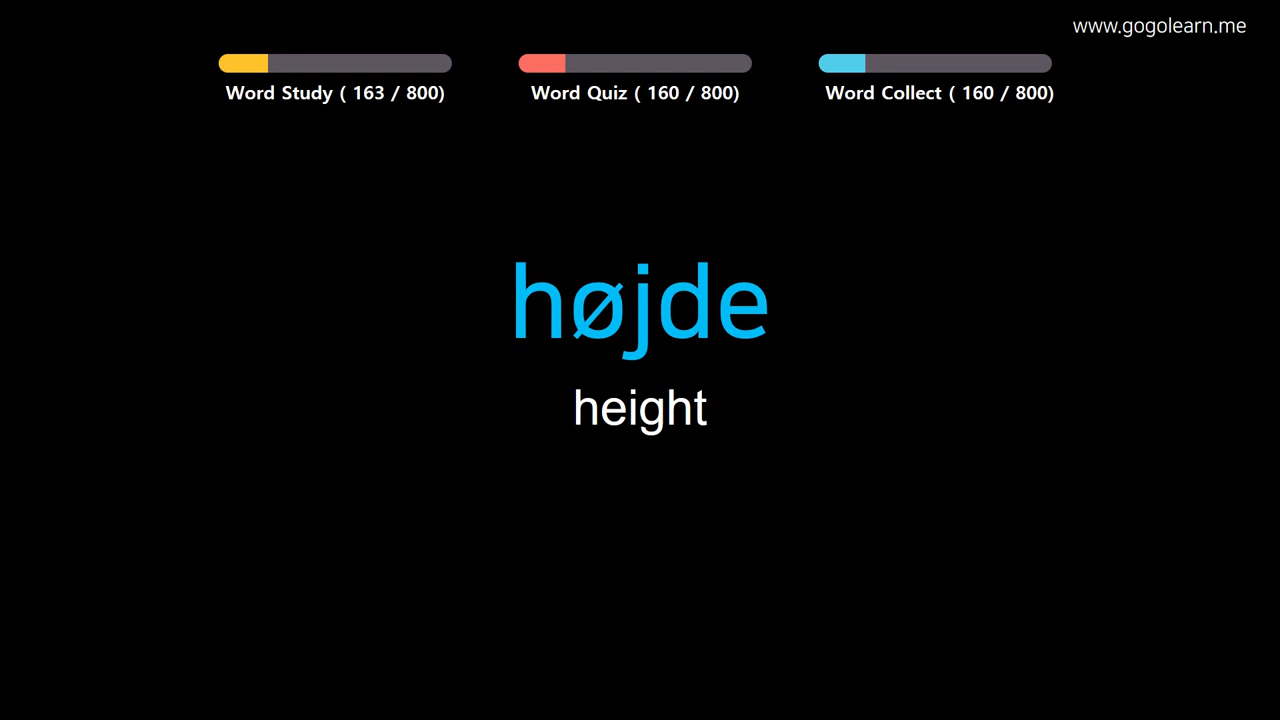 www.gogolearn.me
Word Study ( 163 / 800)
Word Quiz ( 160 / 800)
Word Collect ( 160 / 800)
højde
height